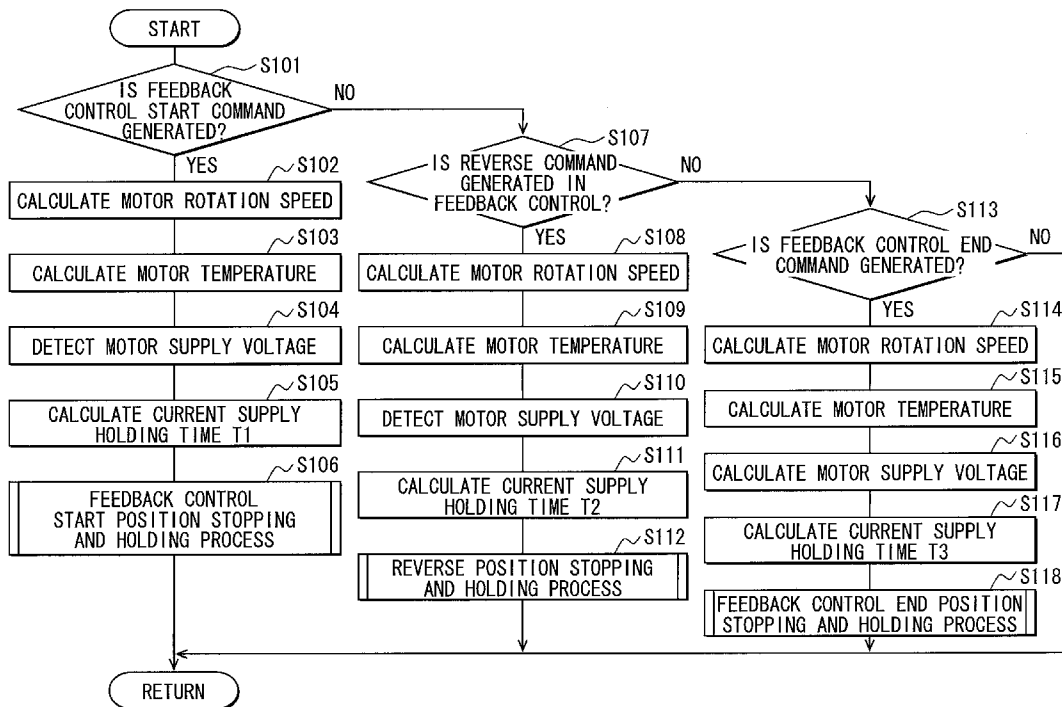 START
S101
IS FEEDBACK
CONTROL START COMMAND
GENERATED?
NO
YES
S102
CALCULATE MOTOR ROTATION SPEED
S103
CALCULATE MOTOR TEMPERATURE
S104
DETECT MOTOR SUPPLY VOLTAGE
S105
CALCULATE CURRENT SUPPLY
HOLDING TIME T1
S106
FEEDBACK CONTROL
START POSITION STOPPING
AND HOLDING PROCESS
S107
IS REVERSE COMMAND
GENERATED IN
FEEDBACK CONTROL?
NO
YES
S108
CALCULATE MOTOR ROTATION SPEED
S109
CALCULATE MOTOR TEMPERATURE
S110
DETECT MOTOR SUPPLY VOLTAGE
S111
CALCULATE CURRENT SUPPLY
HOLDING TIME T2
S112
REVERSE POSITION STOPPING
AND HOLDING PROCESS
S113
IS FEEDBACK CONTROL END
COMMAND GENERATED?
NO
YES
S114
CALCULATE MOTOR ROTATION SPEED
S115
CALCULATE MOTOR TEMPERATURE
S116
CALCULATE MOTOR SUPPLY VOLTAGE
S117
CALCULATE CURRENT SUPPLY
HOLDING TIME T3
S118
FEEDBACK CONTROL END POSITION
STOPPING AND HOLDING PROCESS
RETURN